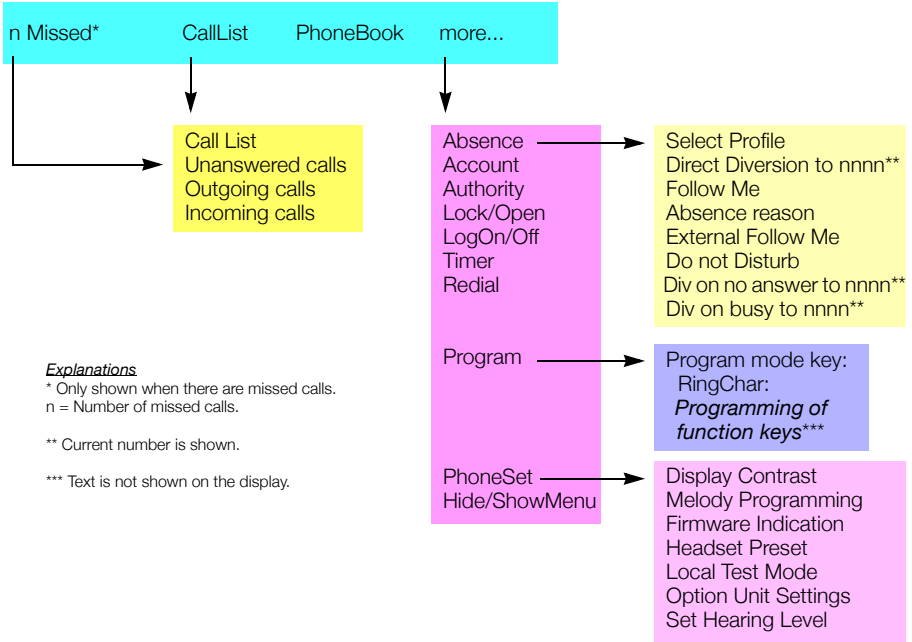 n Missed* CallList PhoneBook more...
Call List
Unanswered calls
Outgoing calls
Incoming calls
Absence
Account
Authority
Lock/Open
LogOn/Off
Timer
Redial
Program
PhoneSet
Hide/ShowMenu
Select Profile
Direct Diversion to nnnn**
Follow Me
Absence reason
External Follow Me
Do not Disturb
Div on no answer to nnnn**
Div on busy to nnnn**
Program mode key:
RingChar:
Programming of
function keys***
Display Contrast
Melody Programming
Firmware Indication
Headset Preset
Local Test Mode
Option Unit Settings
Set Hearing Level
Explanations
* Only shown when there are missed calls.
n = Number of missed calls.
** Current number is shown.
*** Text is not shown on the display.